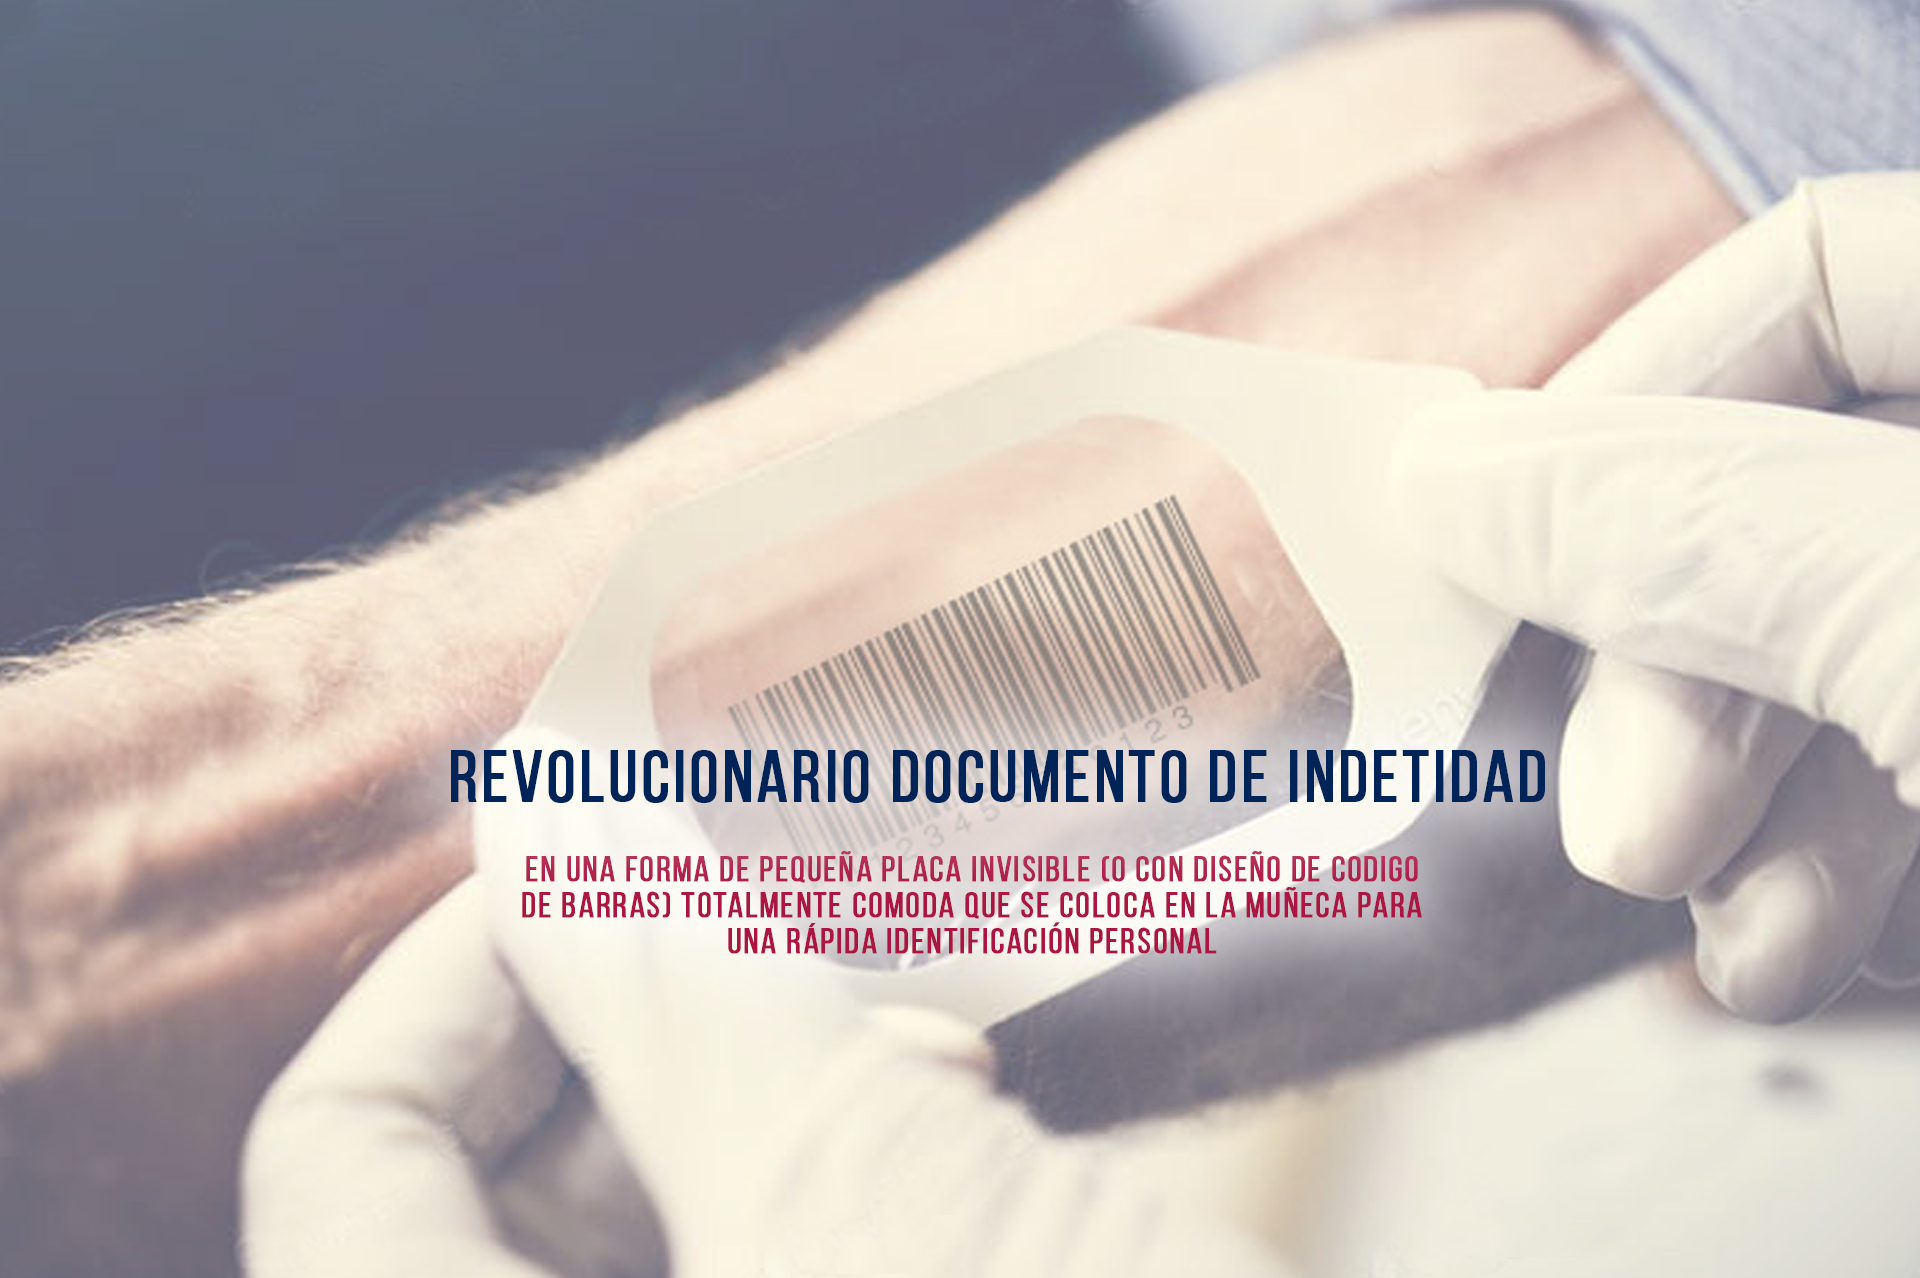 REVOLUCIONARIO DOCUMENTO DE INDETIDAD
EN UNA FORMA DE PEQUEÑA PLACA INVISIBLE (O CON DISEÑO DE CODIGO
DE BARRAS) TOTALMENTE COMODA QUE SE COLOCA EN LA MUÑECA PARA
UNA RÁPIDA IDENTIFICACIÓN PERSONAL